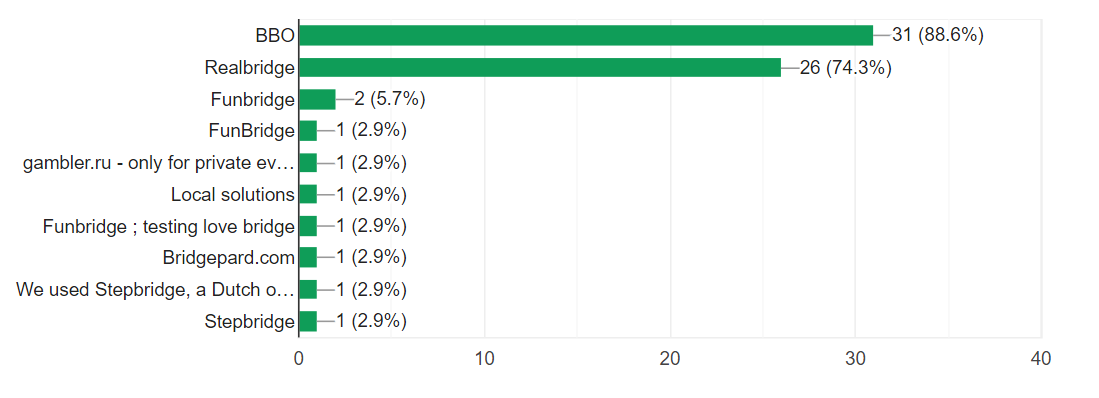 BBO 31 (88.6%)
Realbridge 26 (74.3%)
Funbridge 2 (5.7%)
FunBridge 1 (2.9%)
gambler.ru - only for private ev… 1 (2.9%)
Local solutions 1 (2.9%)
Funbridge ; testing love bridge 1 (2.9%)
Bridgepard.com 1 (2.9%)
We used Stepbridge, a Dutch o… 1 (2.9%)
Stepbridge 1 (2.9%)
0 10 20 30 40